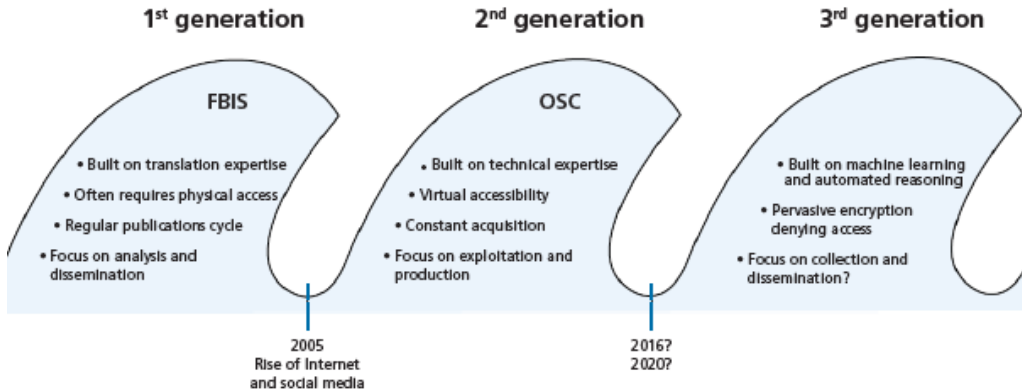 1st generation
2nd generation
3rd generation
FBIS
• Built on translation expertise
• Often requires physical access
• Regular publications cycle
• Focus on analysis and
dissemination
OSC
• Built on technical expertise
• Virtual accessibility
• Constant acquisition
• Focus on exploitation and
production
• Built on machine learning
and automated reasoning
• Pervasive encryption
denying access
• Focus on collection and
dissemination?
2005
Rise of Internet
and social media
2016?
2020?